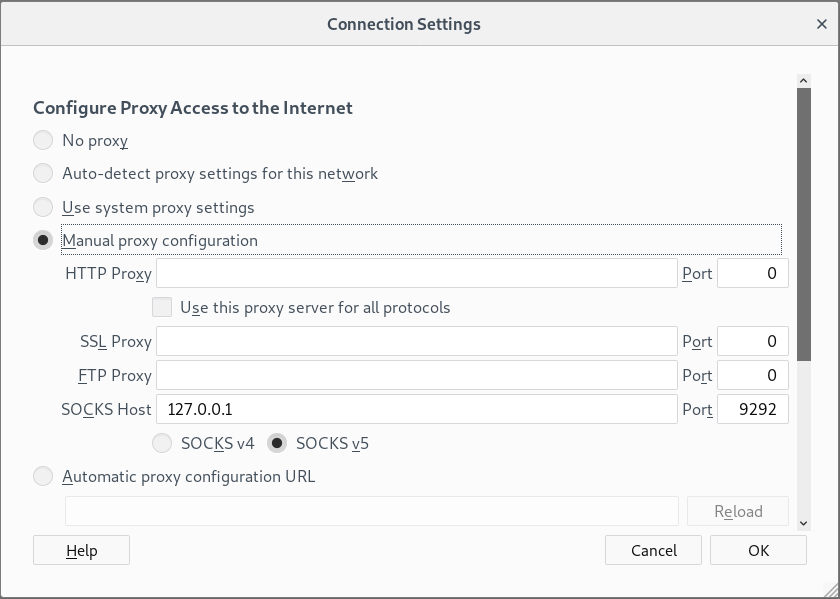 Connection Settings
Configure Proxy Access to the Internet
No proxy
Auto-detect proxy settings for this network
Use system proxy settings
Manual proxy configuration
HTTP Proxy Port 0
Use this proxy server for all protocols
SSL Proxy Port 0
FTP Proxy Port 0
SOCKS Host 127.0.0.1 Port 9292
SOCKS v4 SOCKS v5
Automatic proxy configuration URL
Reload
Help Cancel OK